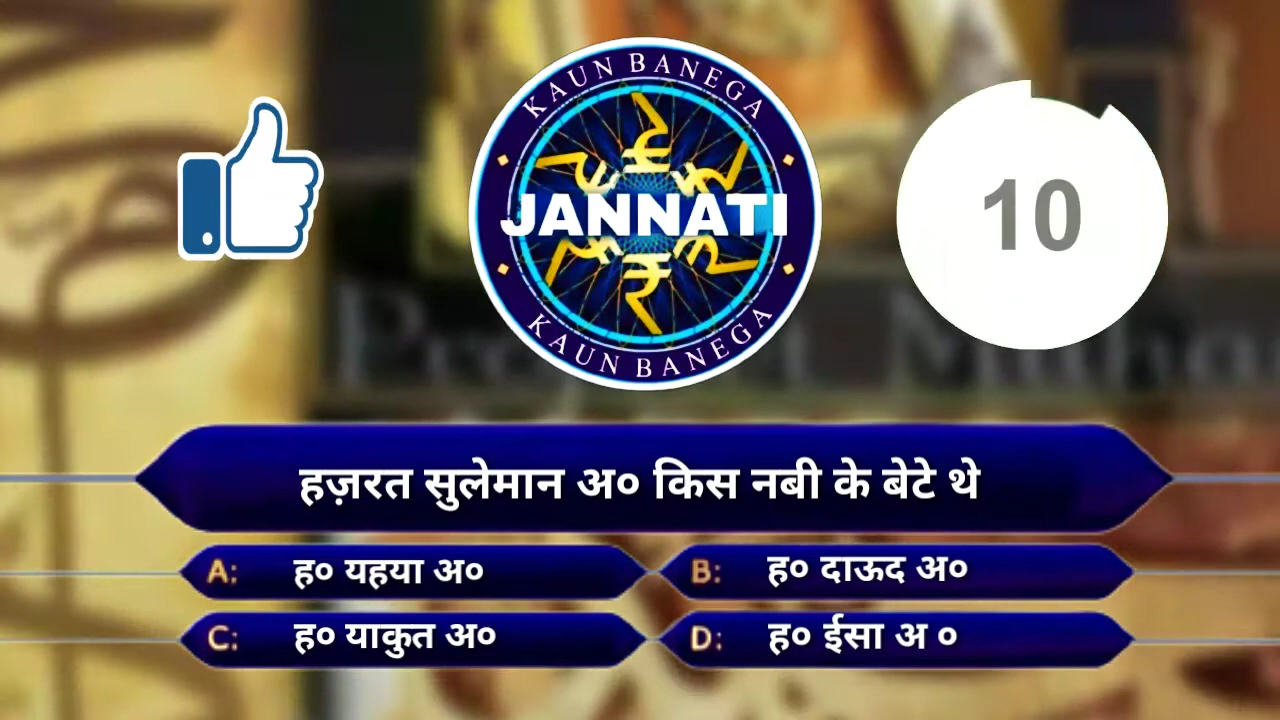 KAUN BANEGA
JANNATI
KAUN BANEGA
10
हज़रत सुलेमान अ० किस नबी के बेटे थे
A: ह० यहया अ०
B: ह० दाऊद अ०
C: ह० याकुत अ०
D: ह० ईसा अ ०